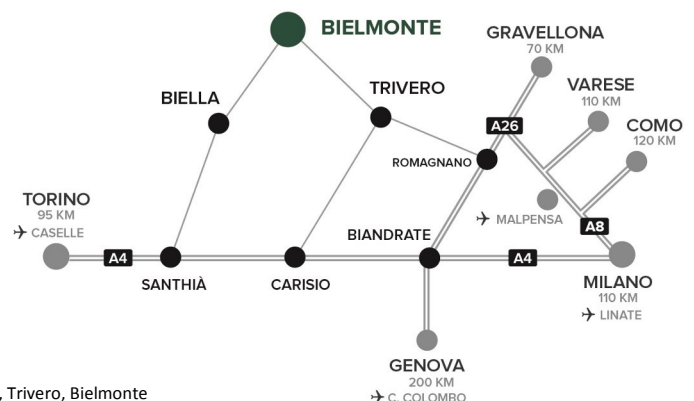 BIELMONTE
GRAVELLONA
70 KM
VARESE
110 KM
COMO
120 KM
BIELLA
TRIVERO
A26
ROMAGNANO
TORINO
95 KM
CASELLE
MALPENSA
A8
BIANDRATE
A4
A4
SANTHIÀ
CARISIO
MILANO
110 KM
LINATE
GENOVA
200 KM
C. COLOMBO
, Trivero, Bielmonte